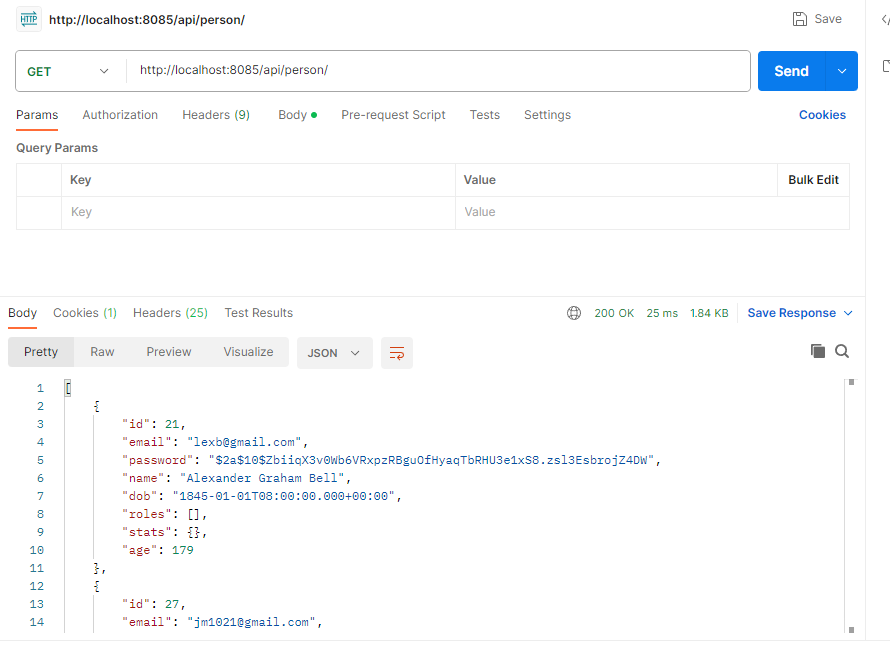 HTTP http://localhost:8085/api/person/ Save
GET http://localhost:8085/api/person/ Send
Params Authorization Headers (9) Body Pre-request Script Tests Settings Cookies
Query Params
Key Value Bulk Edit
Key Value
Body Cookies (1) Headers (25) Test Results 200 OK 25 ms 1.84 KB Save Response
Pretty Raw Preview Visualize JSON
1 [
2 {
3 "id": 21,
4 "email": "lexb@gmail.com",
5 "password": "$2a$10$ZbiiqX3v0Wb6VRxpzRBguOfHyaqTbRHU3e1xS8.zsl3EsbrojZ4DW",
6 "name": "Alexander Graham Bell",
7 "dob": "1845-01-01T08:00:00.000+00:00",
8 "roles": [],
9 "stats": {},
10 "age": 179
11 },
12 {
13 "id": 27,
14 "email": "jm1021@gmail.com",